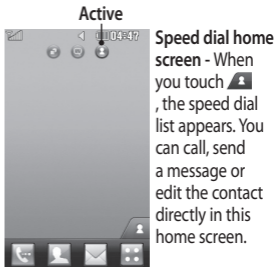 Active
04:47
Speed dial home
screen - When
you touch
, the speed dial
list appears. You
can call, send
a message or
edit the contact
directly in this
home screen.